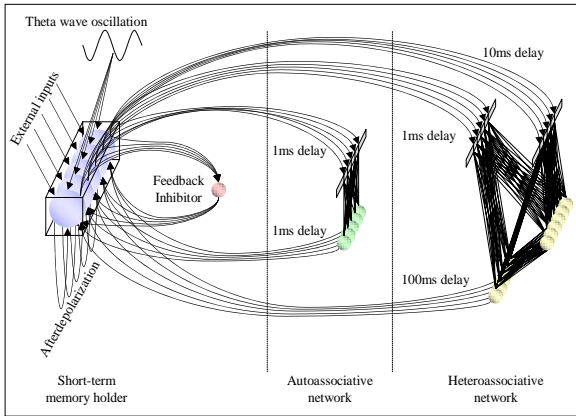 Theta wave oscillation
External inputs
10ms delay
1ms delay
1ms delay
Feedback
Inhibitor
1ms delay
100ms delay
Afterdepolarization
Short-term
memory holder
Autoassociative
network
Heteroassociative
network